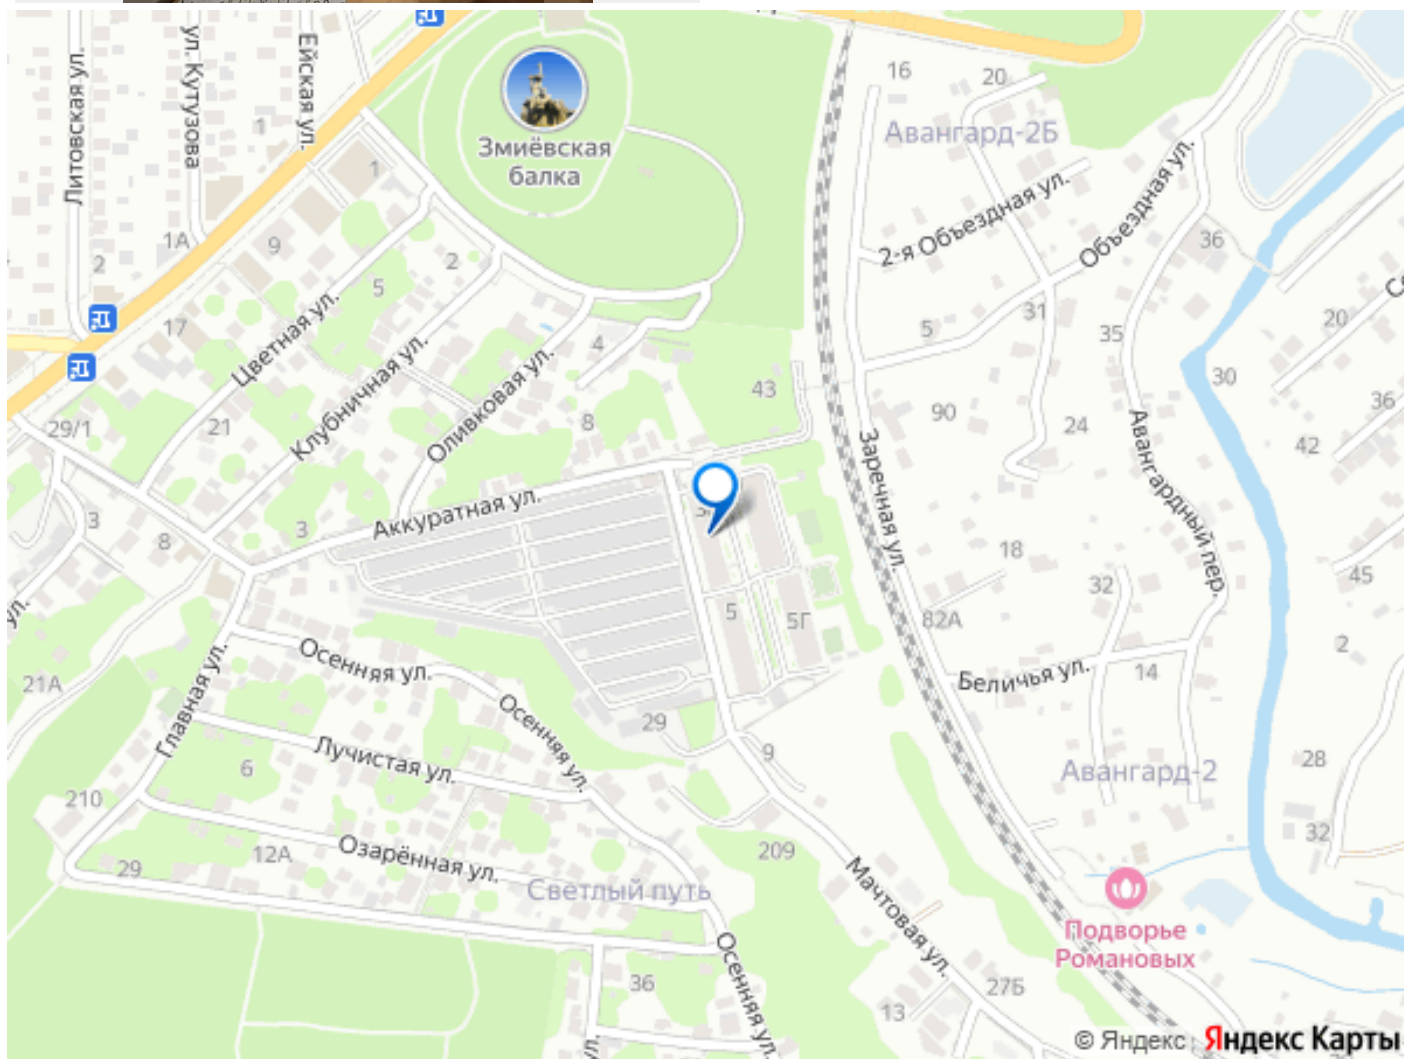 Литовская ул.
ул. Кутузова
Ейская ул.
1
Змиёвская
балка
16
20
Авангард-2Б
2-я Объездная ул.
Объездная ул.
36
1
1А
9
2
2
5
17
Цветная ул.
Клубничная ул.
Оливковая ул.
4
43
5
31
35
20
30
36
29/1
21
8
90
24
42
Заречная ул.
Авангардный пер.
3
8
3
Аккуратная ул.
18
32
45
5
5Г
82А
2
ул.
21А
Главная ул.
Осенняя ул.
Осенняя ул.
29
9
Беличья ул.
14
Лучистая ул.
6
Авангард-2
28
210
32
Озарённая ул.
12А
29
209
Светлый путь
Мачтовая ул.
Подворье
Романовых
Осенняя ул.
36
13
27Б
© Яндекс
Яндекс Карты